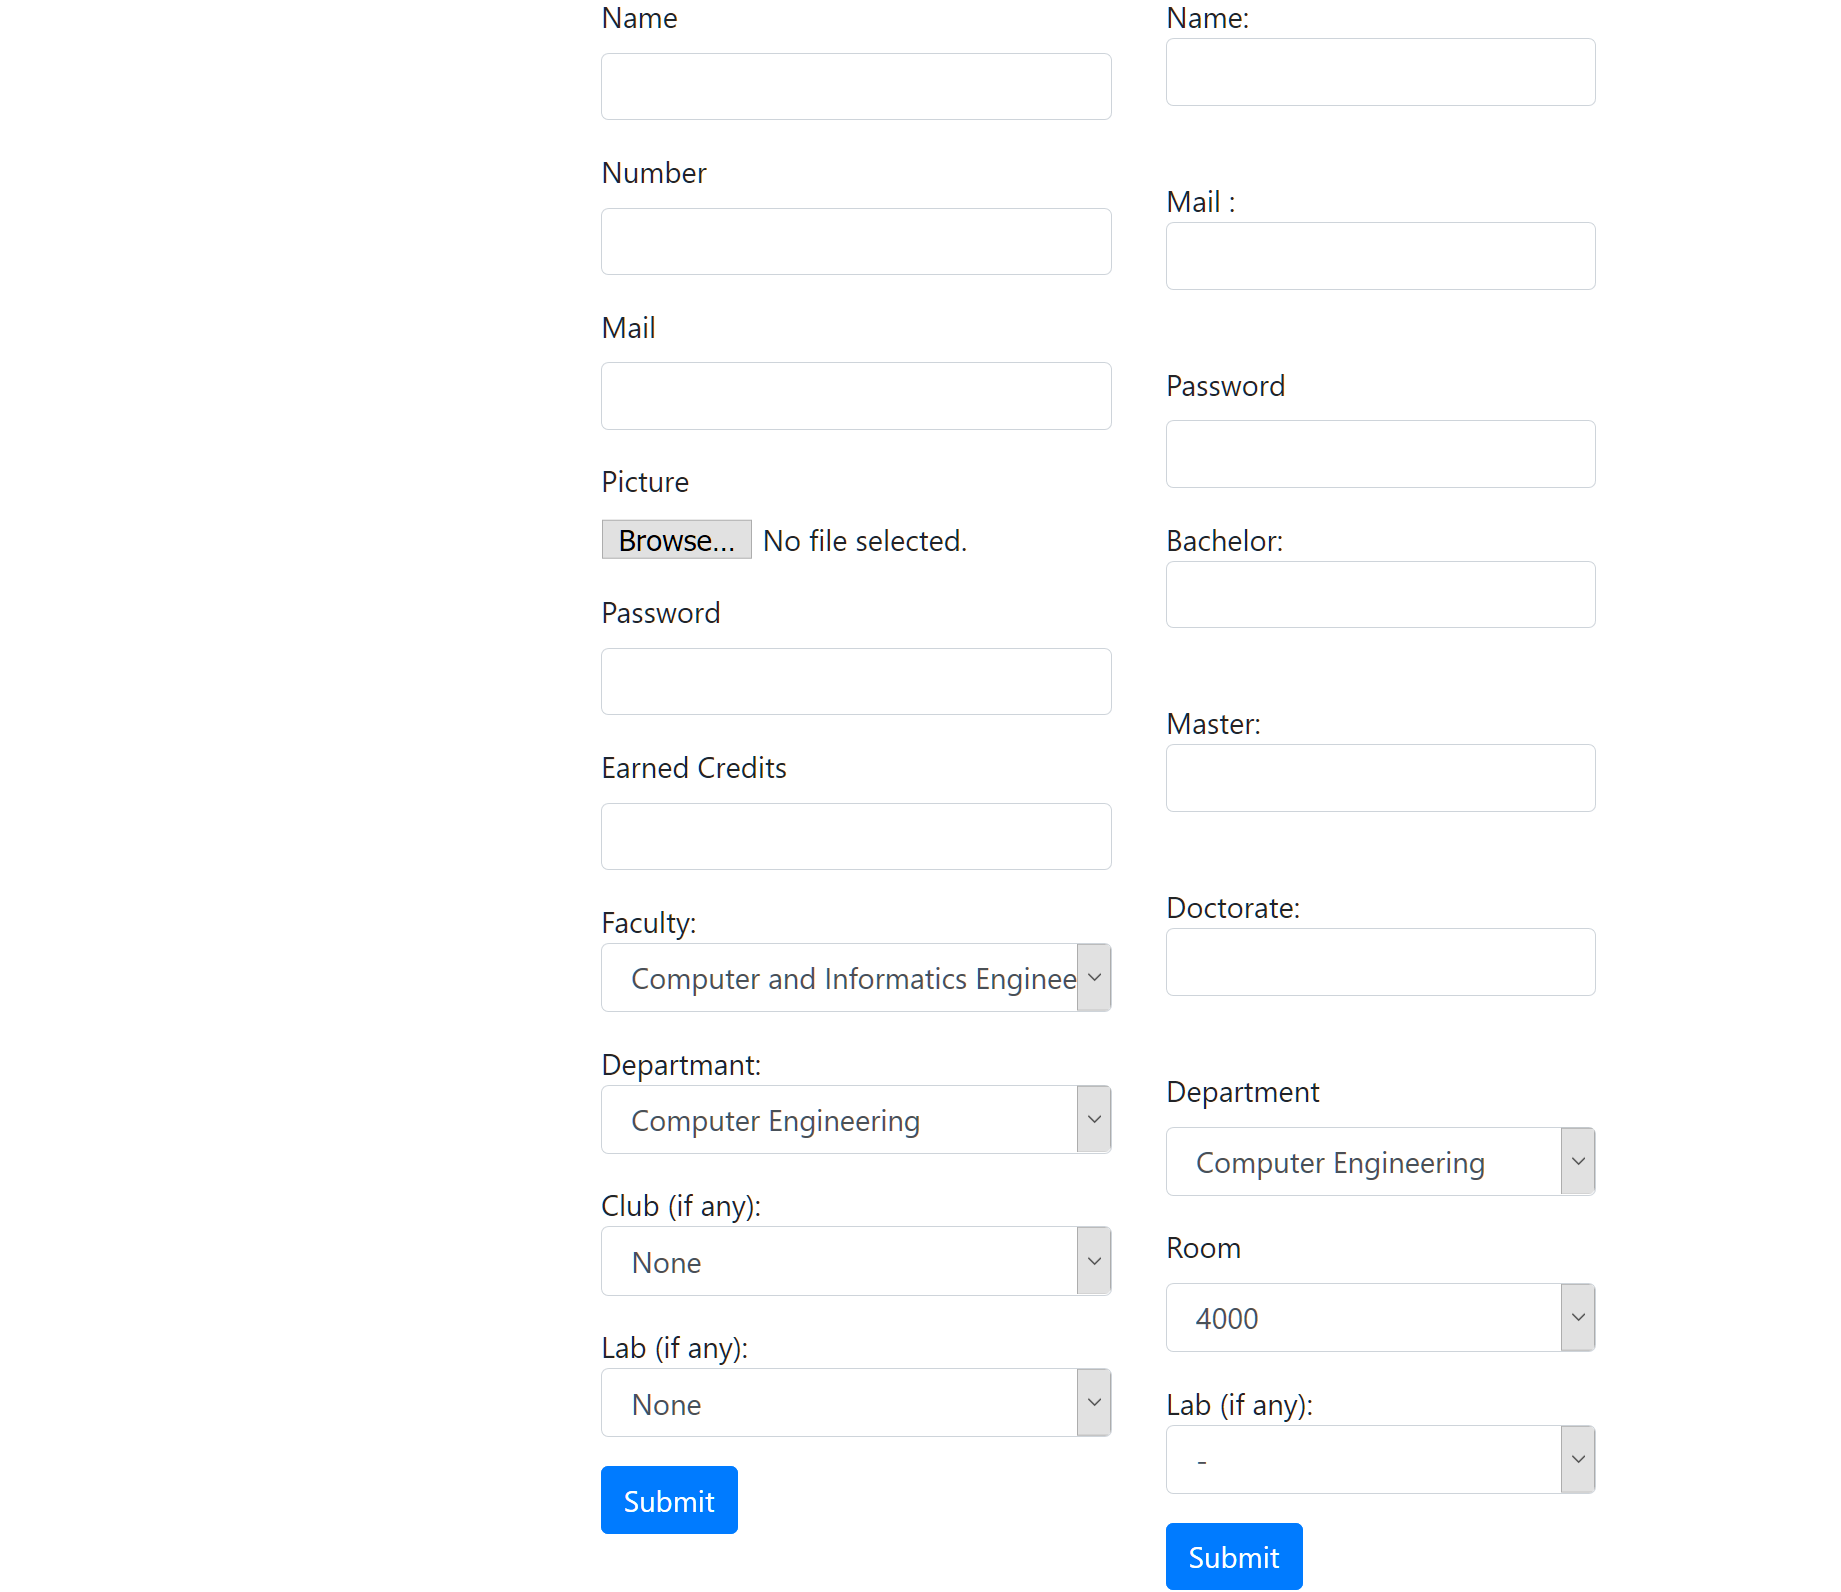 Name
Number
Mail
Picture
Browse... No file selected.
Password
Earned Credits
Faculty:
Computer and Informatics Enginee
Departmant:
Computer Engineering
Club (if any):
None
Lab (if any):
None
Submit
Name:
Mail :
Password
Bachelor:
Master:
Doctorate:
Department
Computer Engineering
Room
4000
Lab (if any):
-
Submit